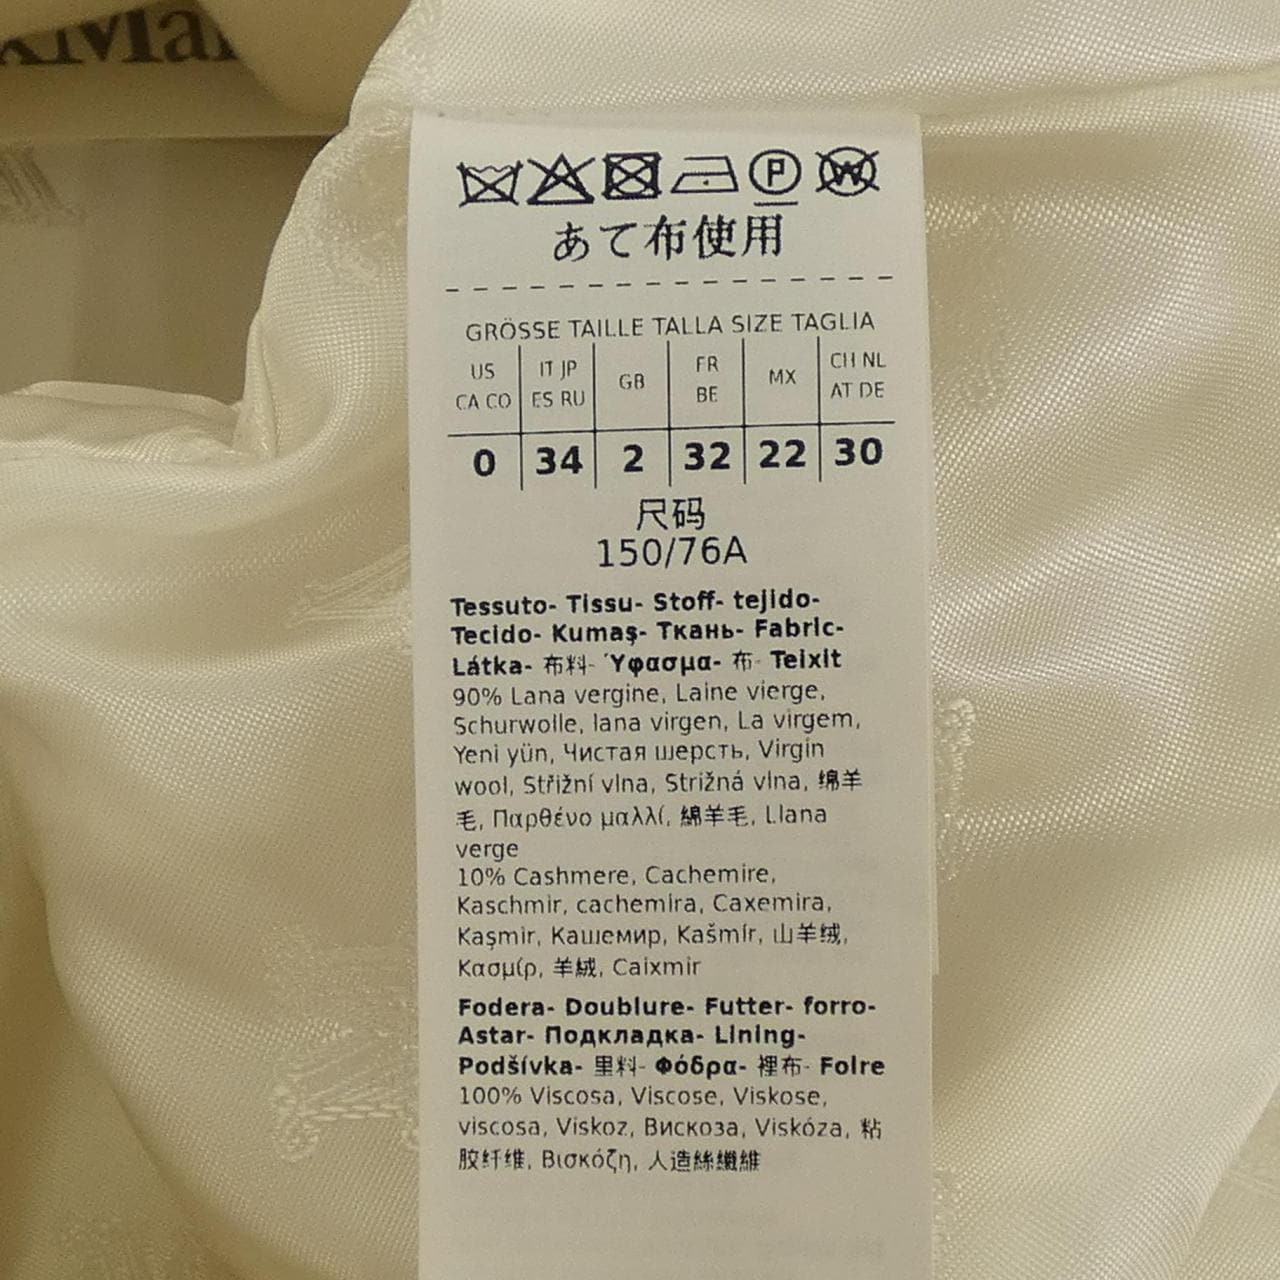 xMar
P
W
あて布使用
GRÖSSE TAILLE TALLA SIZE TAGLIA
US CA CO | IT JP ES RU | GB | FR BE | MX | CH NL AT DE
0 | 34 | 2 | 32 | 22 | 30
尺码
150/76A
Tessuto- Tissu- Stoff- tejido-
Tecido- Kumaş- Ткань- Fabric-
Látka- 布料- Ύφασμα- 布- Teixit
90% Lana vergine, Laine vierge,
Schurwolle, lana virgen, La virgem,
Yeni yün, Чистая шерсть, Virgin
wool, Střižní vlna, Strižná vlna, 绵羊
毛, Παρθένο μαλλί, 綿羊毛, Llana
verge
10% Cashmere, Cachemire,
Kaschmir, cachemira, Caxemira,
Kaşmir, Кашемир, Kašmír, 山羊绒,
Κασμίρ, 羊絨, Caixmir
Fodera- Doublure- Futter- forro-
Astar- Подкладка- Lining-
Podšívka- 里料- Φόδρα- 裡布- Folre
100% Viscosa, Viscose, Viskose,
viscosa, Viskoz, Вискоза, Viskóza, 粘
胶纤维, Βισκόζη, 人造絲纖維